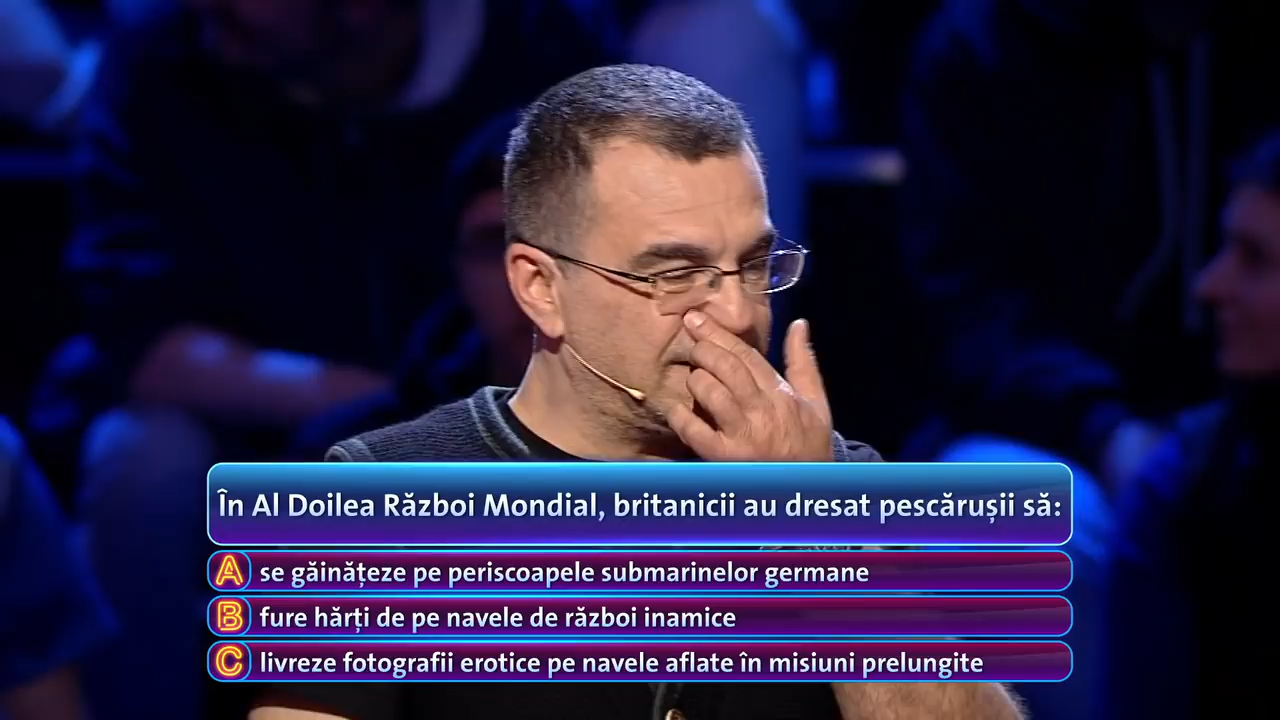 În Al Doilea Război Mondial, britanicii au dresat pescărușii să:
A se găinățeze pe periscoapele submarinelor germane
B fure hărți de pe navele de război inamice
C livreze fotografii erotice pe navele aflate în misiuni prelungite